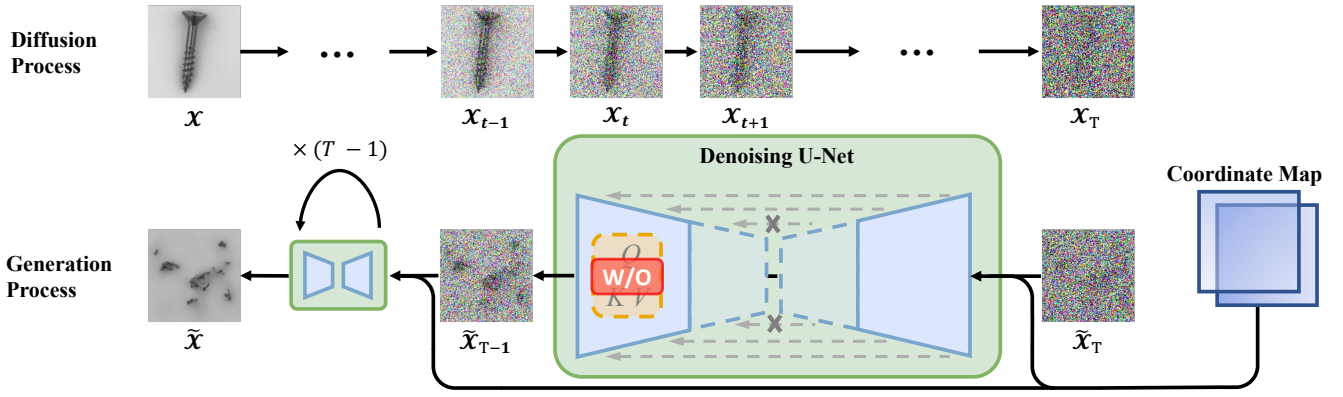 Diffusion
Process
...
...
x
x_{t-1}
x_t
x_{t+1}
x_T
× (T − 1)
Denoising U-Net
Coordinate Map
Q
W/O
K V
Generation
Process
x̃
x̃_{T−1}
x̃_T